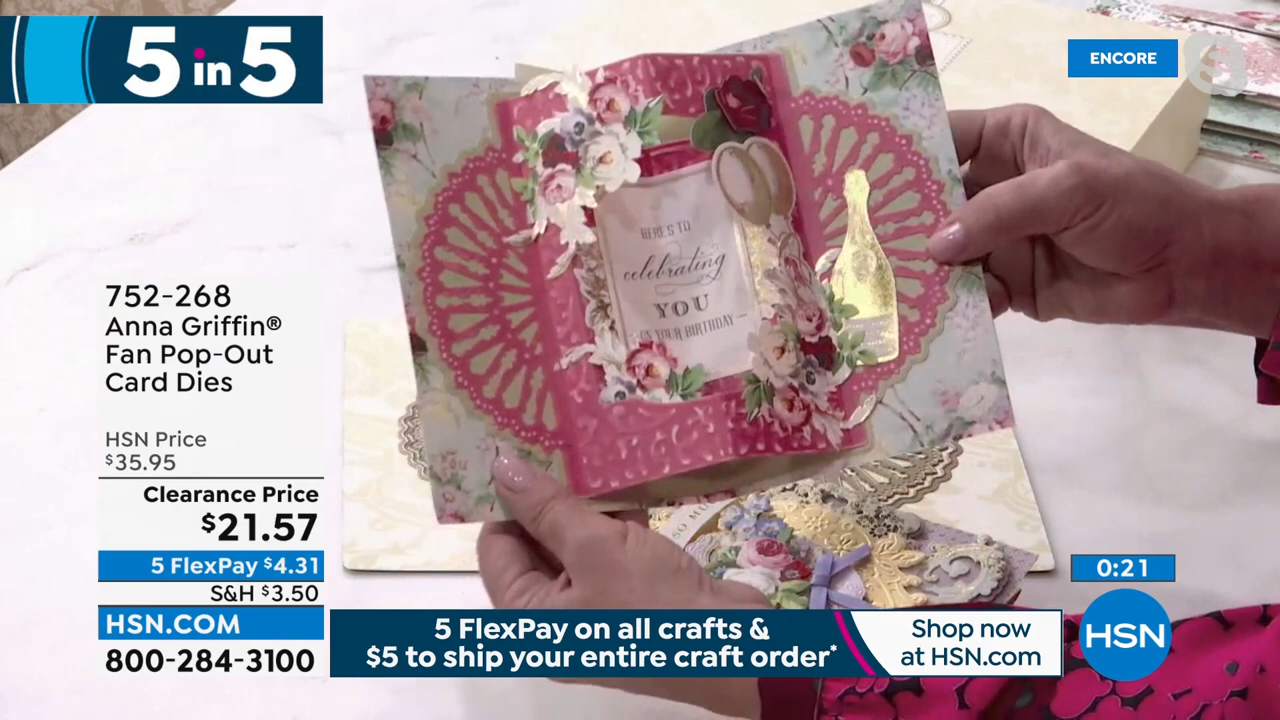 5 in 5
ENCORE
S
752-268
Anna Griffin®
Fan Pop-Out
Card Dies
HSN Price
$35.95
Clearance Price
$21.57
5 FlexPay $4.31
S&H $3.50
HSN.COM
800-284-3100
HERE'S TO
celebrating
YOU
YOUR BIRTHDAY
SO MU
5 FlexPay on all crafts &
$5 to ship your entire craft order*
Shop now
at HSN.com
0:21
HSN